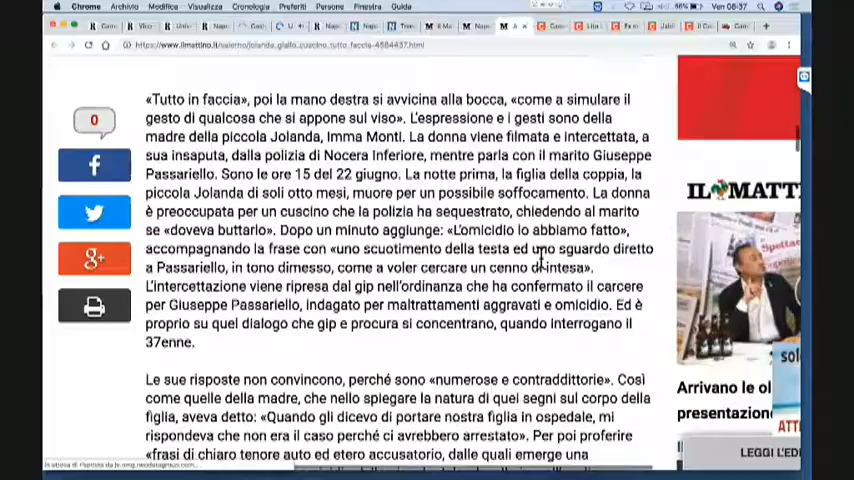 Chrome Archivio Modifica Visualizza Cronologia Preferiti Persone Finestra Guida
Ven 08:37
https://www.ilmattino.it/salerno/jolanda_giallo_cuscino_tutto_faccia-4584437.html
«Tutto in faccia», poi la mano destra si avvicina alla bocca, «come a simulare il
gesto di qualcosa che si appone sul viso». L'espressione e i gesti sono della
madre della piccola Jolanda, Imma Monti. La donna viene filmata e intercettata, a
sua insaputa, dalla polizia di Nocera Inferiore, mentre parla con il marito Giuseppe
Passariello. Sono le ore 15 del 22 giugno. La notte prima, la figlia della coppia, la
piccola Jolanda di soli otto mesi, muore per un possibile soffocamento. La donna
è preoccupata per un cuscino che la polizia ha sequestrato, chiedendo al marito
se «doveva buttarlo». Dopo un minuto aggiunge: «L'omicidio lo abbiamo fatto»,
accompagnando la frase con «uno scuotimento della testa ed uno sguardo diretto
a Passariello, in tono dimesso, come a voler cercare un cenno di intesa».
L'intercettazione viene ripresa dal gip nell'ordinanza che ha confermato il carcere
per Giuseppe Passariello, indagato per maltrattamenti aggravati e omicidio. Ed è
proprio su quel dialogo che gip e procura si concentrano, quando interrogano il
37enne.
Le sue risposte non convincono, perché sono «numerose e contraddittorie». Così
come quelle della madre, che nello spiegare la natura di quei segni sul corpo della
figlia, aveva detto: «Quando gli dicevo di portare nostra figlia in ospedale, mi
rispondeva che non era il caso perché ci avrebbero arrestato». Per poi proferire
«frasi di chiaro tenore auto ed etero accusatorio, dalle quali emerge una
0
f
g+
IL MATT
Spettac
sol
Arrivano le ol
presentazione
ATTI
LEGGI L'EDI